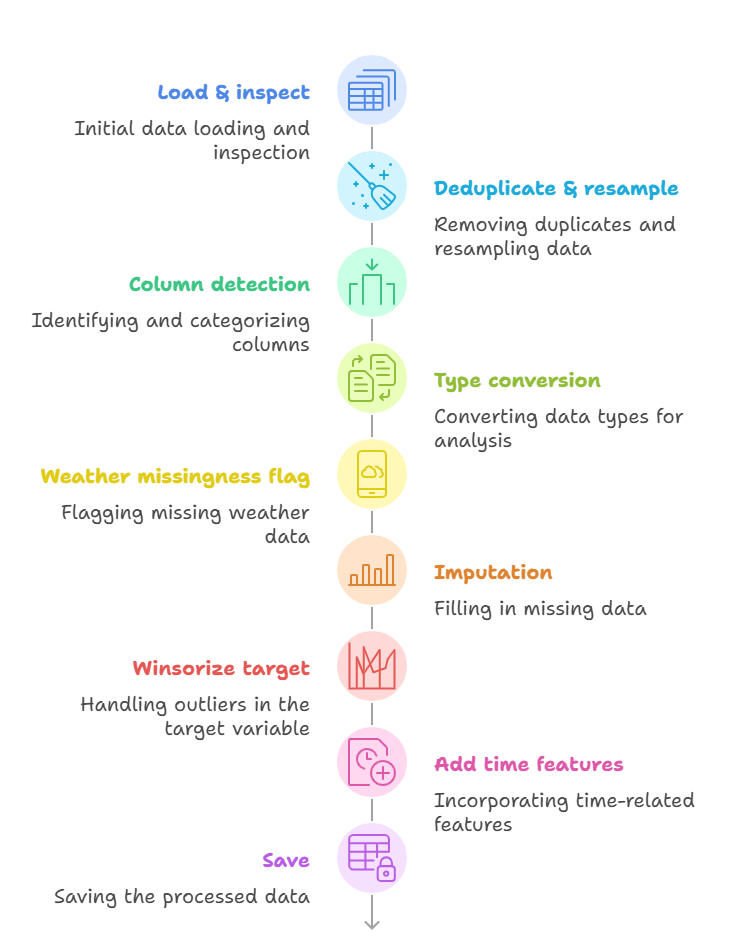 Load & inspect
Initial data loading and
inspection
Deduplicate & resample
Removing duplicates and
resampling data
Column detection
Identifying and categorizing
columns
Type conversion
Converting data types for
analysis
Weather missingness flag
Flagging missing weather
data
Imputation
Filling in missing data
Winsorize target
Handling outliers in the
target variable
Add time features
Incorporating time-related
features
Save
Saving the processed data